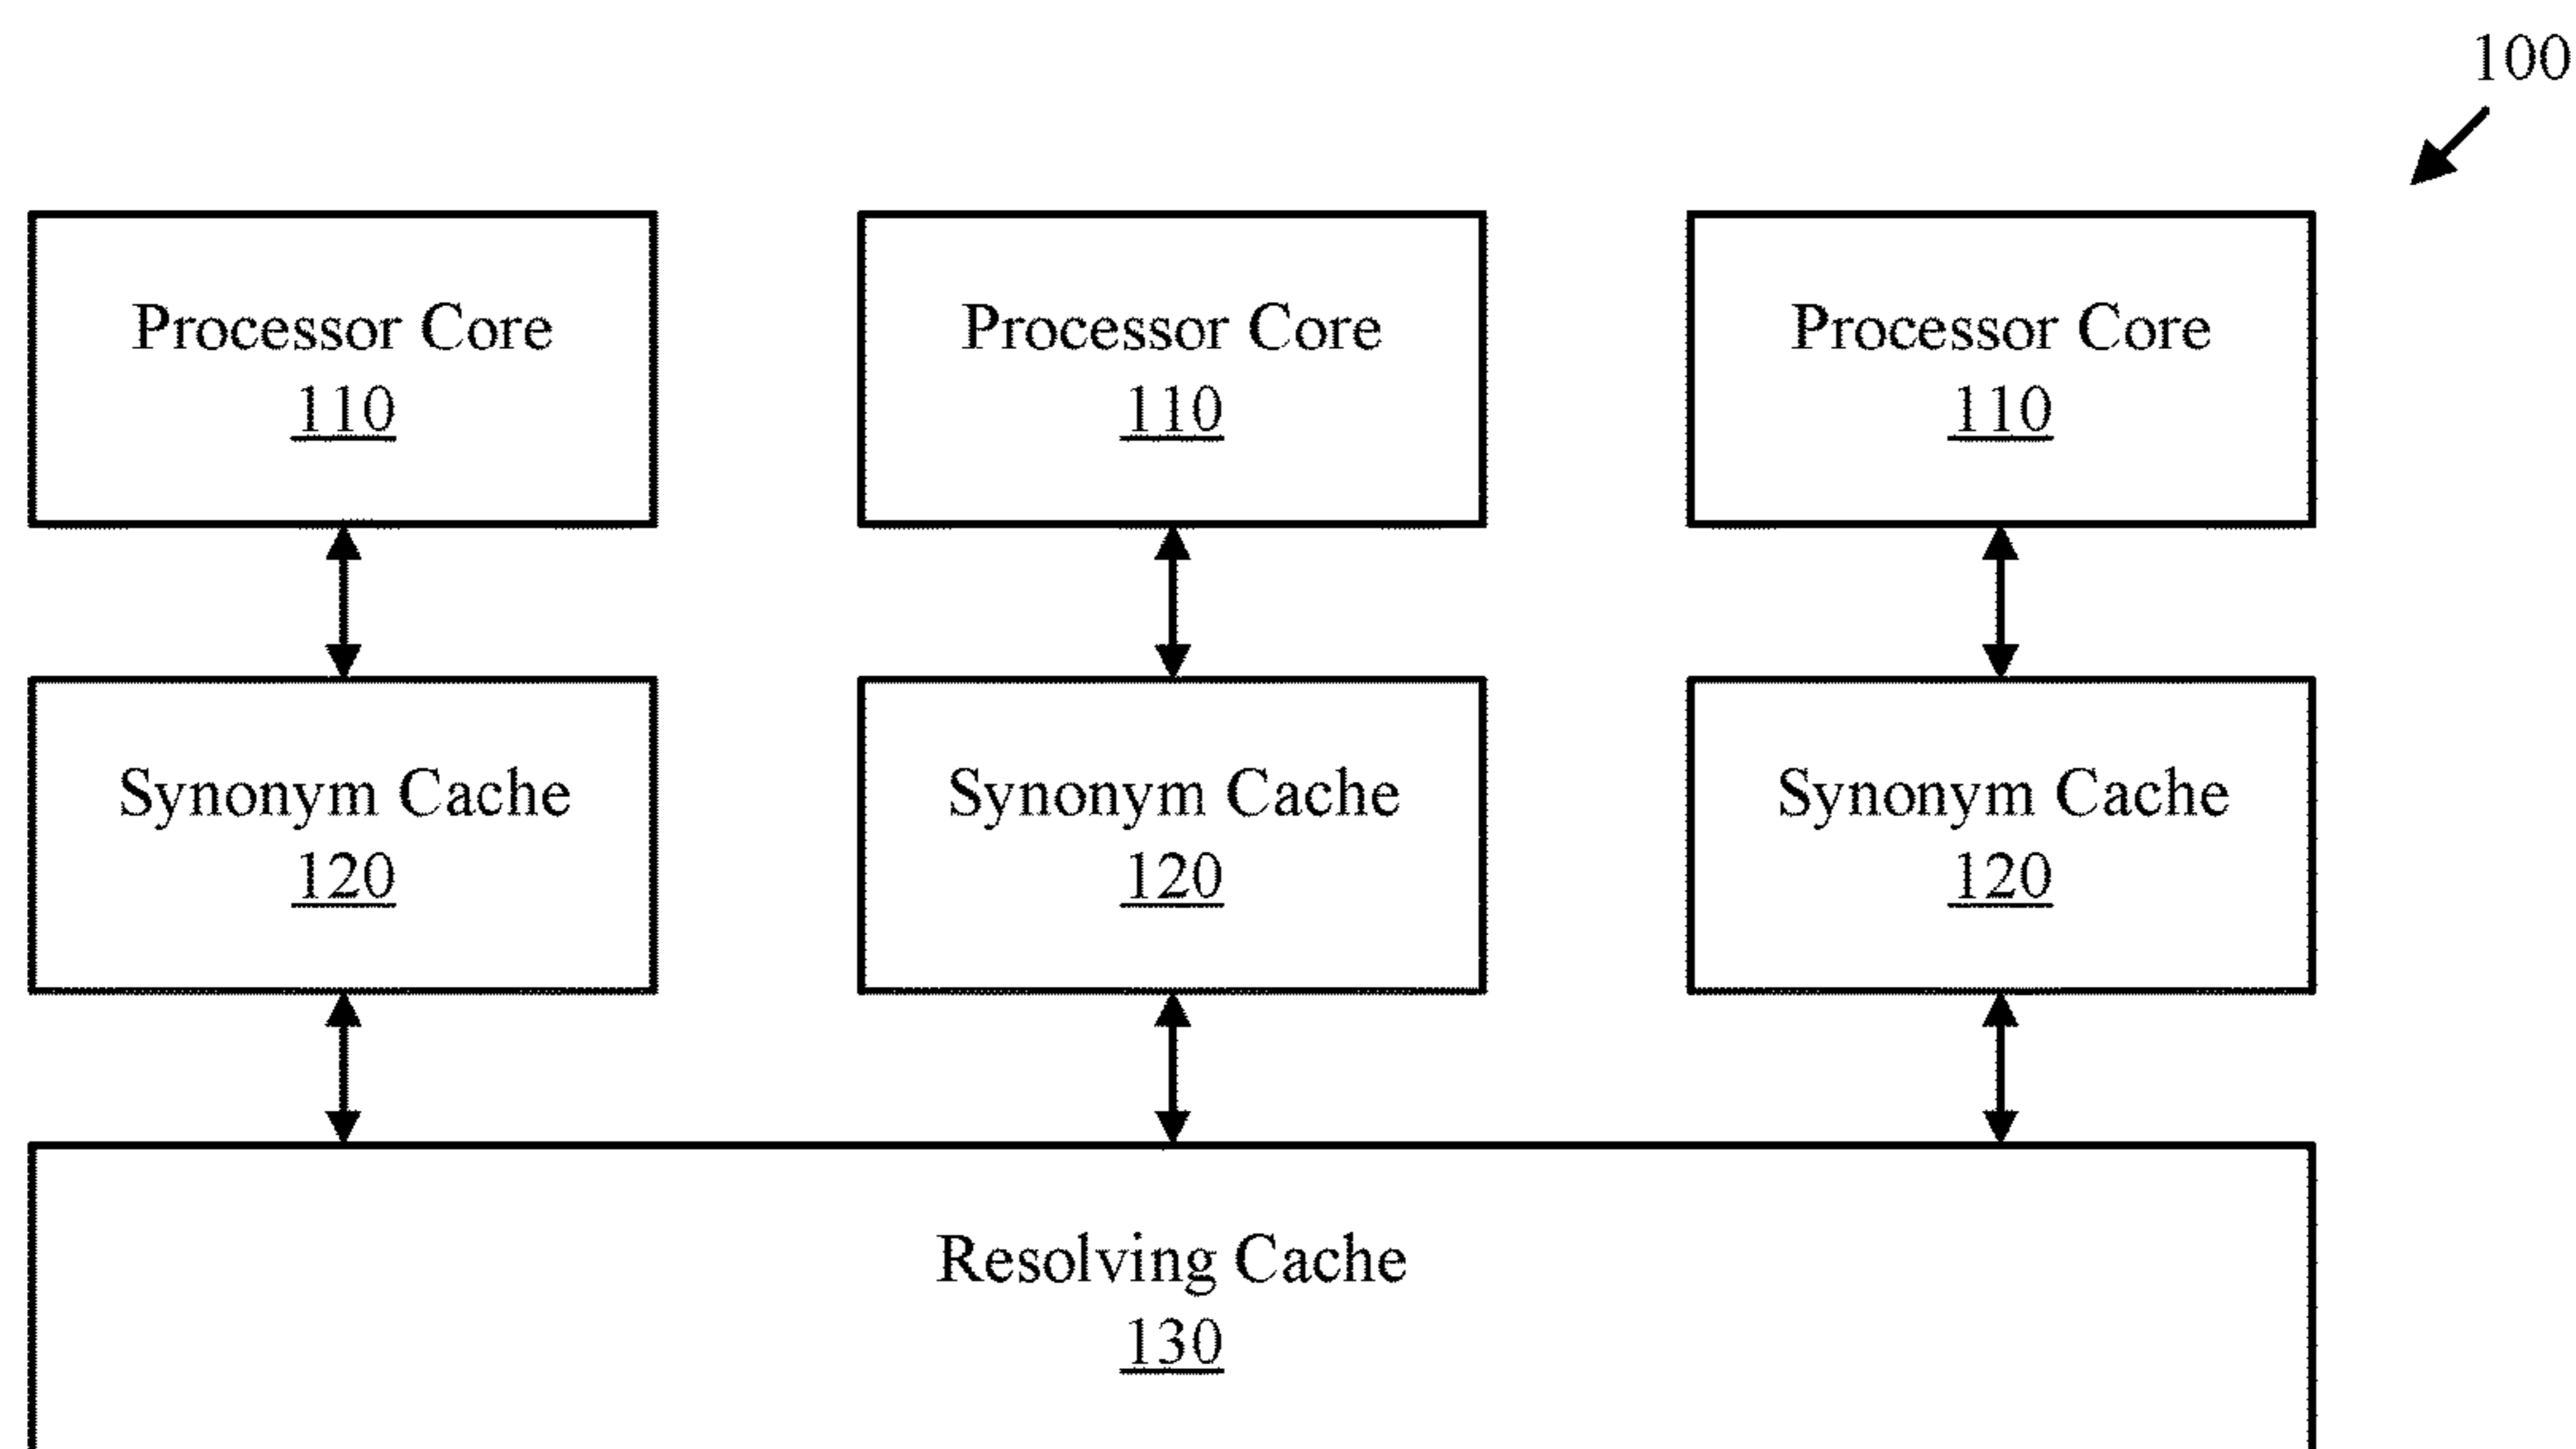 100
Processor Core
110
Processor Core
110
Processor Core
110
Synonym Cache
120
Synonym Cache
120
Synonym Cache
120
Resolving Cache
130